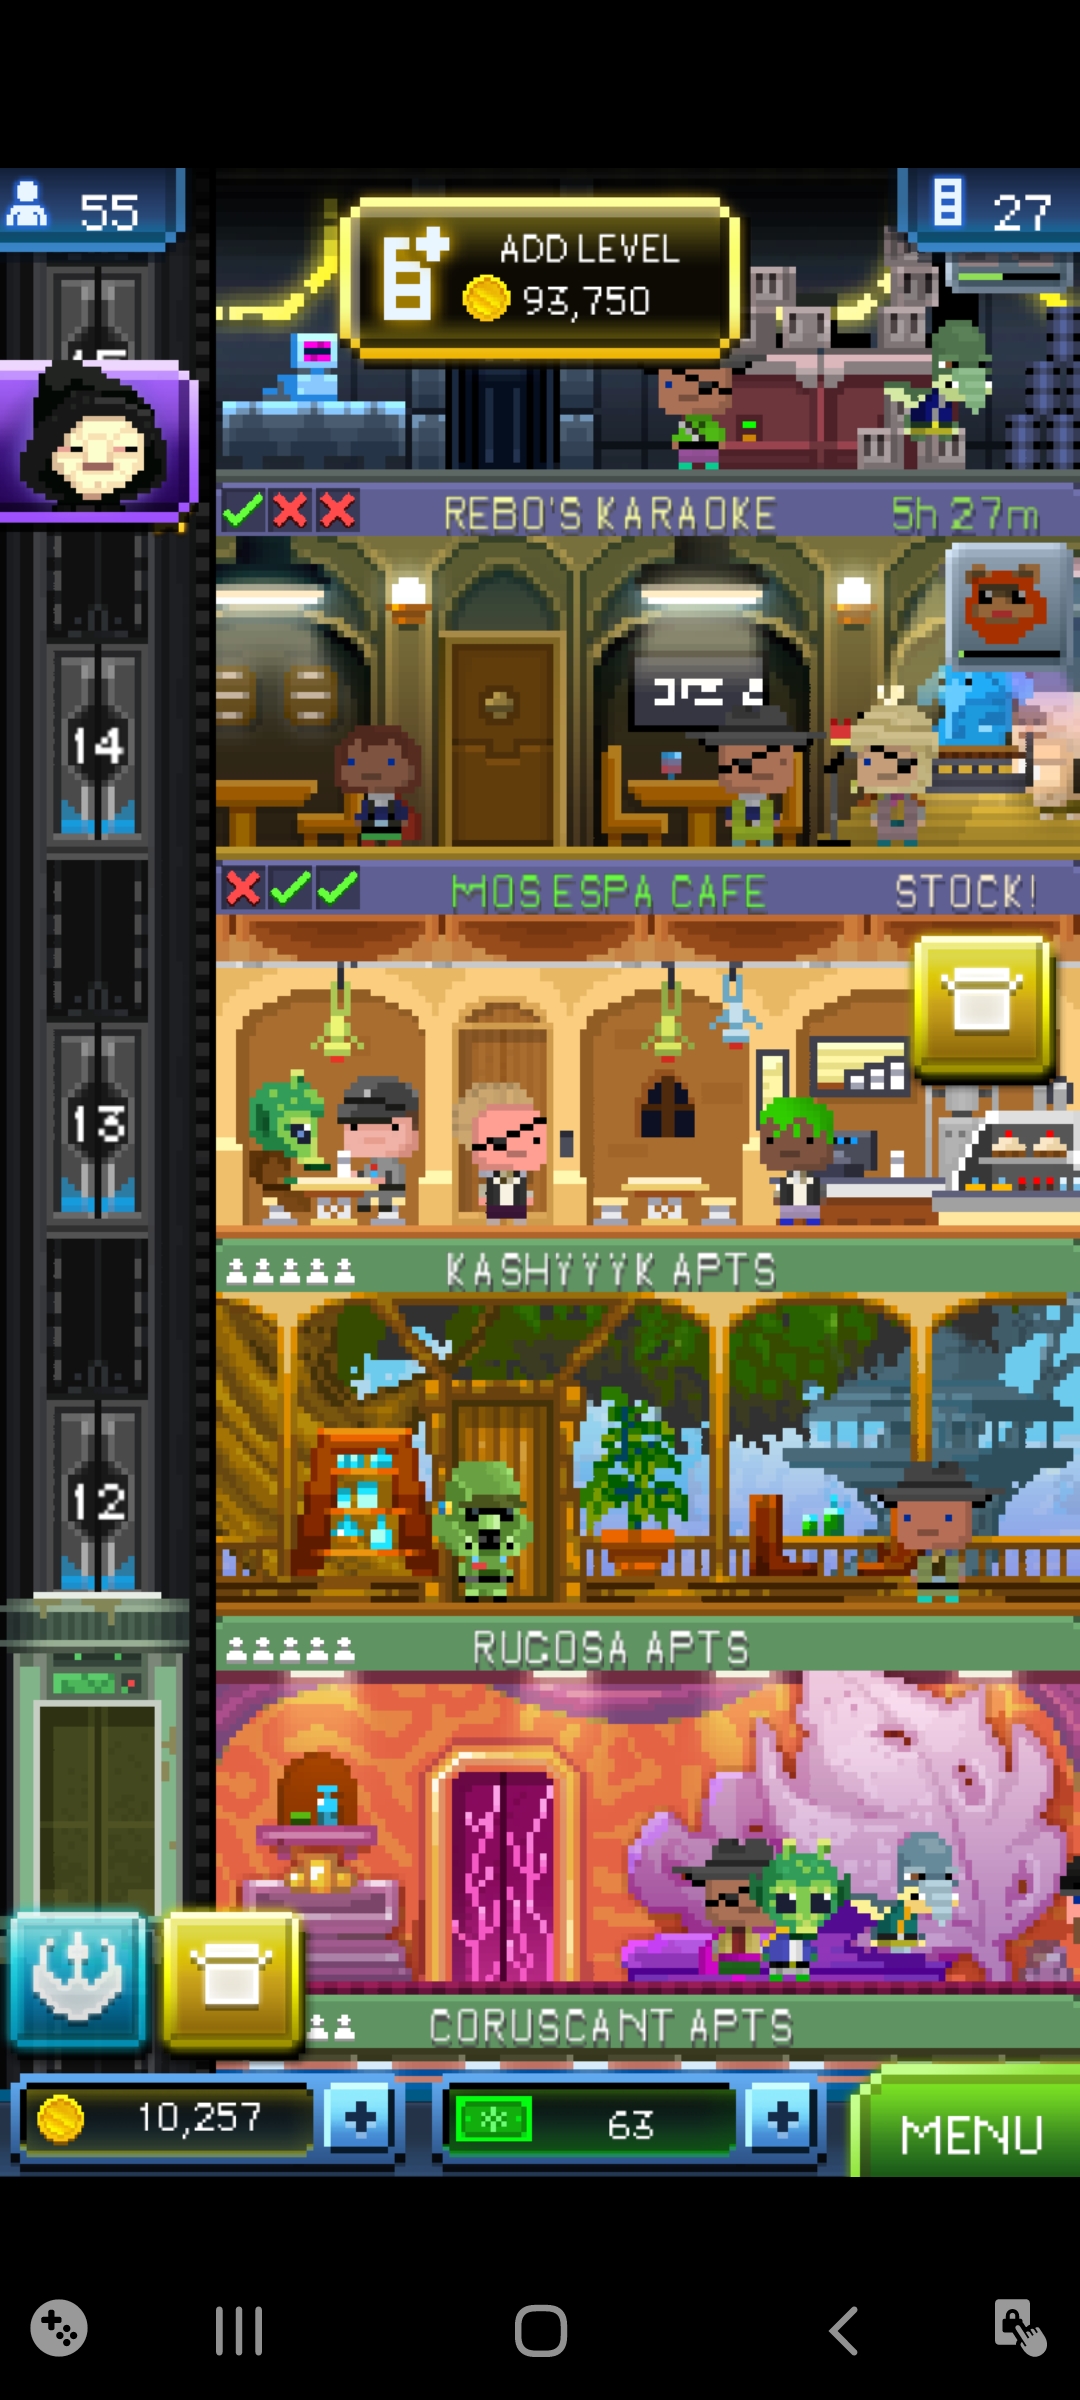 55
ADD LEVEL
93,750
27
REBO'S KARAOKE
5h 27m
14
MOS ESPA CAFE
STOCK!
13
KASHYYYK APTS
12
RUCOSA APTS
CORUSCANT APTS
10,257
63
MENU